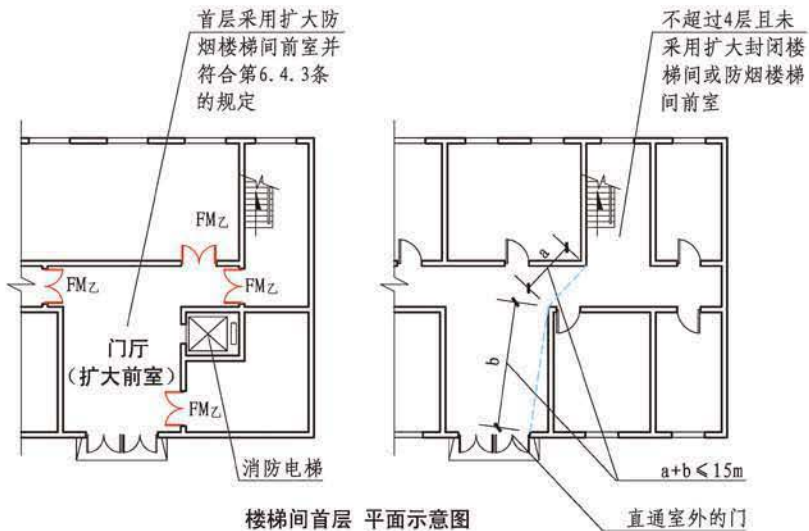 首层采用扩大防
烟楼梯间前室并
符合第6.4.3条
的规定
不超过4层且未
采用扩大封闭楼
梯间或防烟楼梯
间前室
FM乙
FM乙
FM乙
门厅
（扩大前室）
FM乙
消防电梯
a
b
a+b≤15m
直通室外的门
楼梯间首层 平面示意图